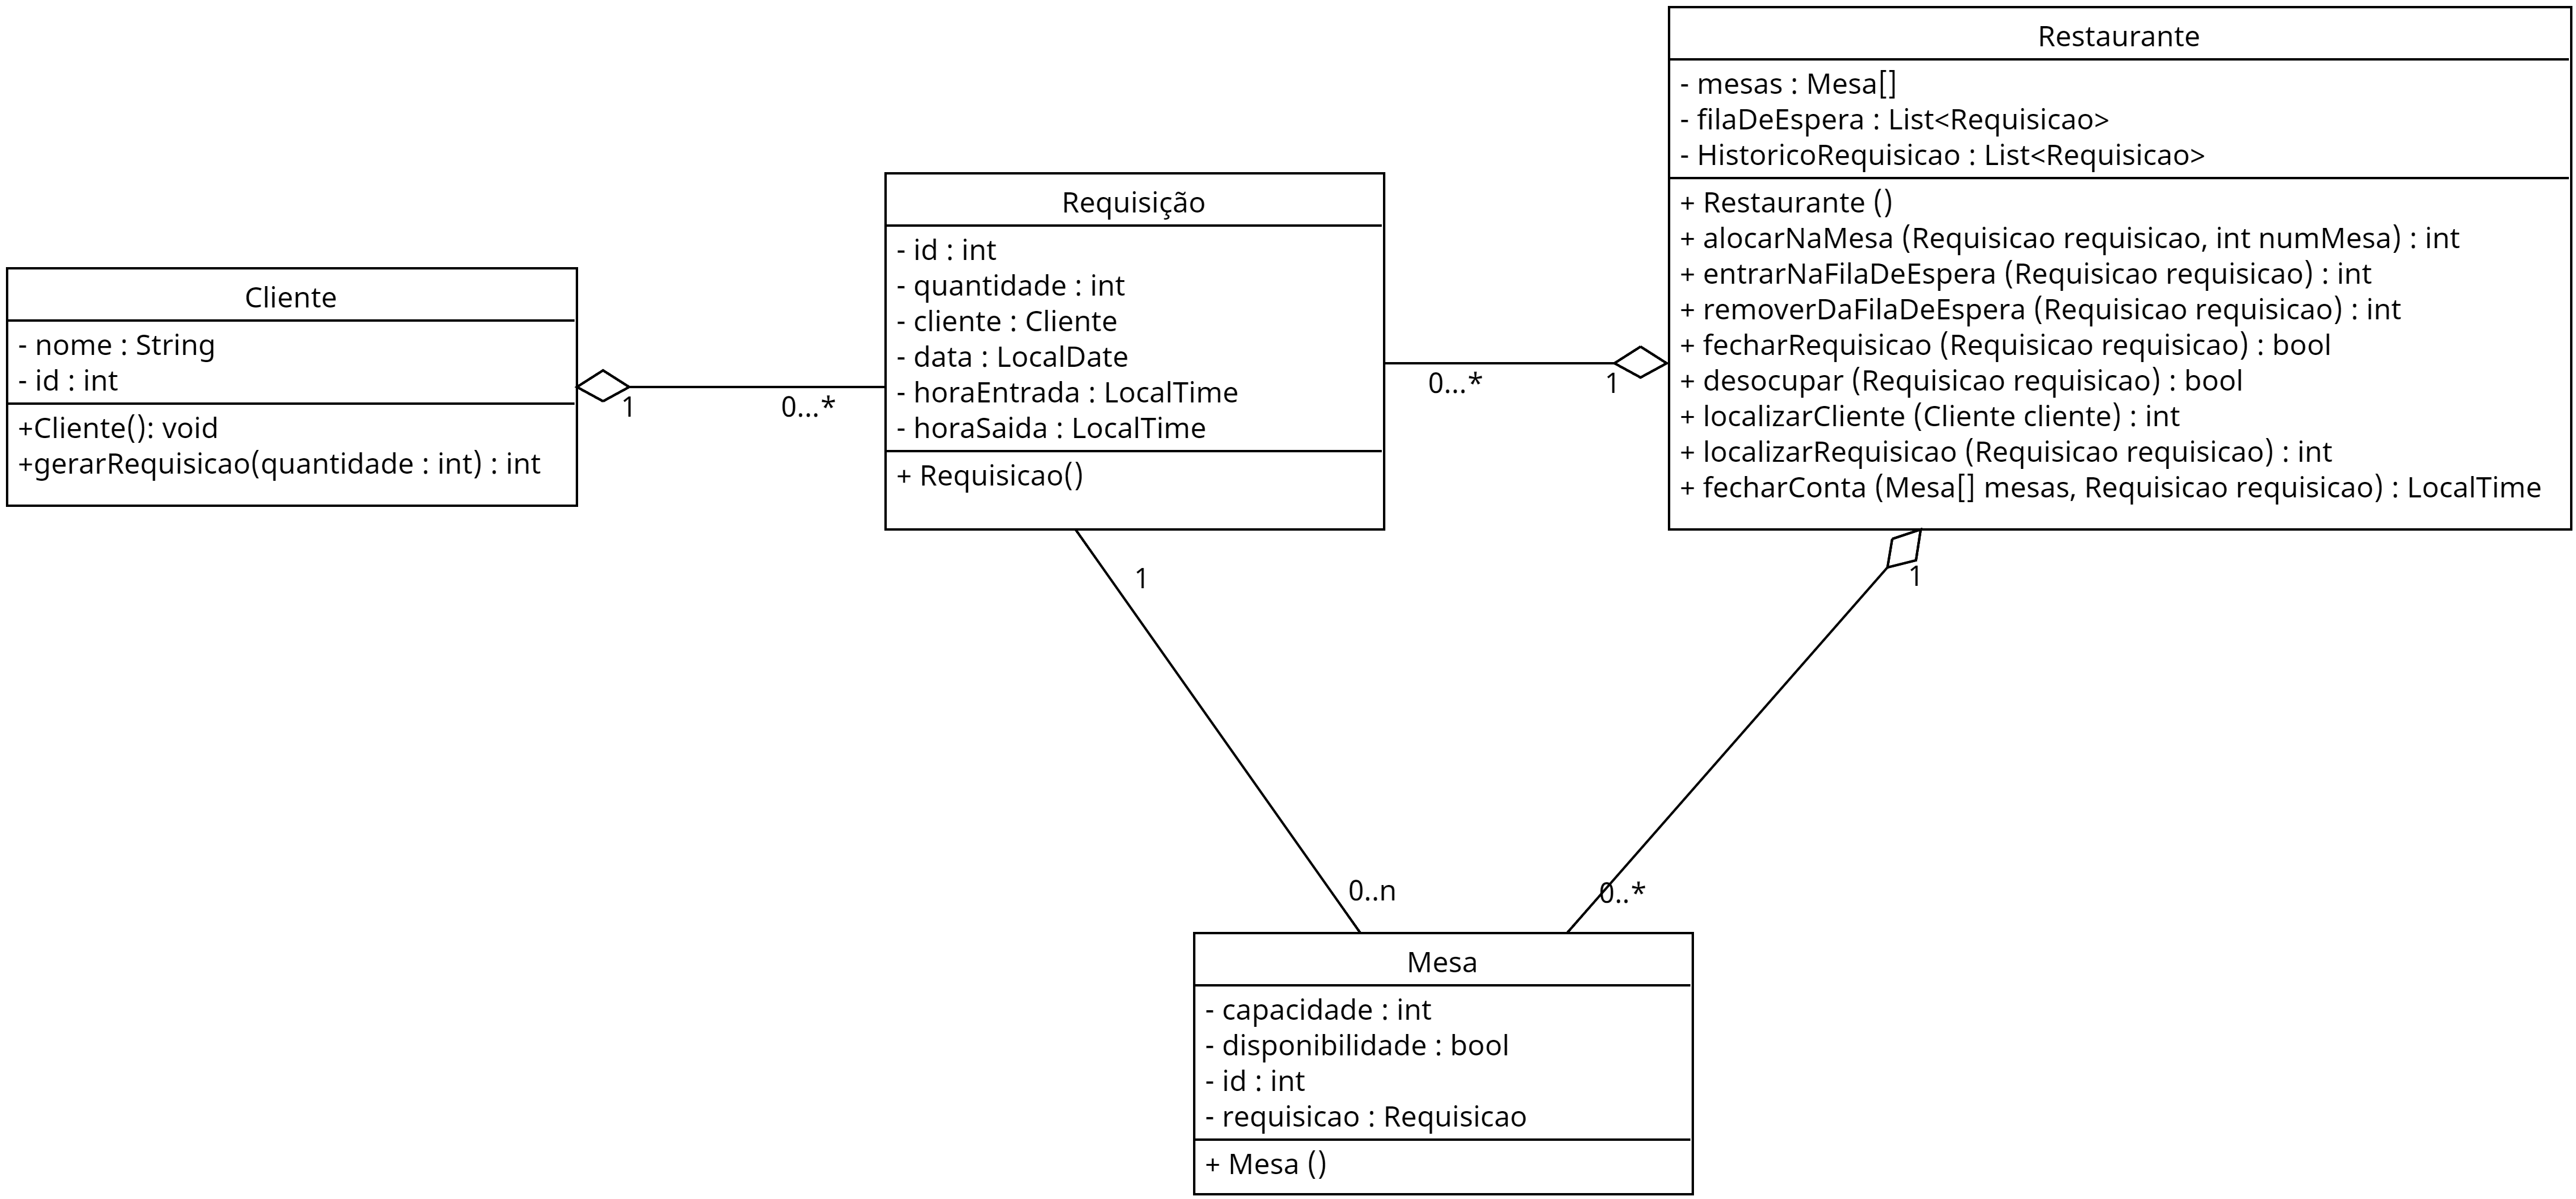 Cliente
- nome : String
- id : int
+Cliente(): void
+gerarRequisicao(quantidade : int) : int
1
0...*
Requisição
- id : int
- quantidade : int
- cliente : Cliente
- data : LocalDate
- horaEntrada : LocalTime
- horaSaida : LocalTime
+ Requisicao()
0...*
1
Restaurante
- mesas : Mesa[]
- filaDeEspera : List<Requisicao>
- HistoricoRequisicao : List<Requisicao>
+ Restaurante ()
+ alocarNaMesa (Requisicao requisicao, int numMesa) : int
+ entrarNaFilaDeEspera (Requisicao requisicao) : int
+ removerDaFilaDeEspera (Requisicao requisicao) : int
+ fecharRequisicao (Requisicao requisicao) : bool
+ desocupar (Requisicao requisicao) : bool
+ localizarCliente (Cliente cliente) : int
+ localizarRequisicao (Requisicao requisicao) : int
+ fecharConta (Mesa[] mesas, Requisicao requisicao) : LocalTime
1
1
0..n
0..*
Mesa
- capacidade : int
- disponibilidade : bool
- id : int
- requisicao : Requisicao
+ Mesa ()